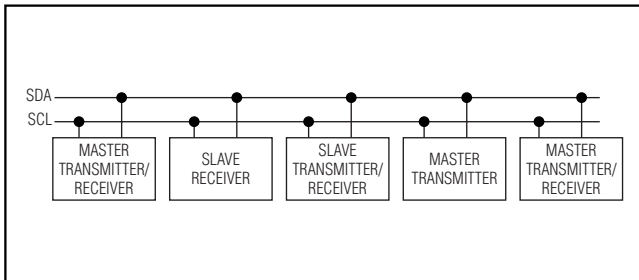 SDA
SCL
MASTER
TRANSMITTER/
RECEIVER
SLAVE
RECEIVER
SLAVE
TRANSMITTER/
RECEIVER
MASTER
TRANSMITTER
MASTER
TRANSMITTER/
RECEIVER